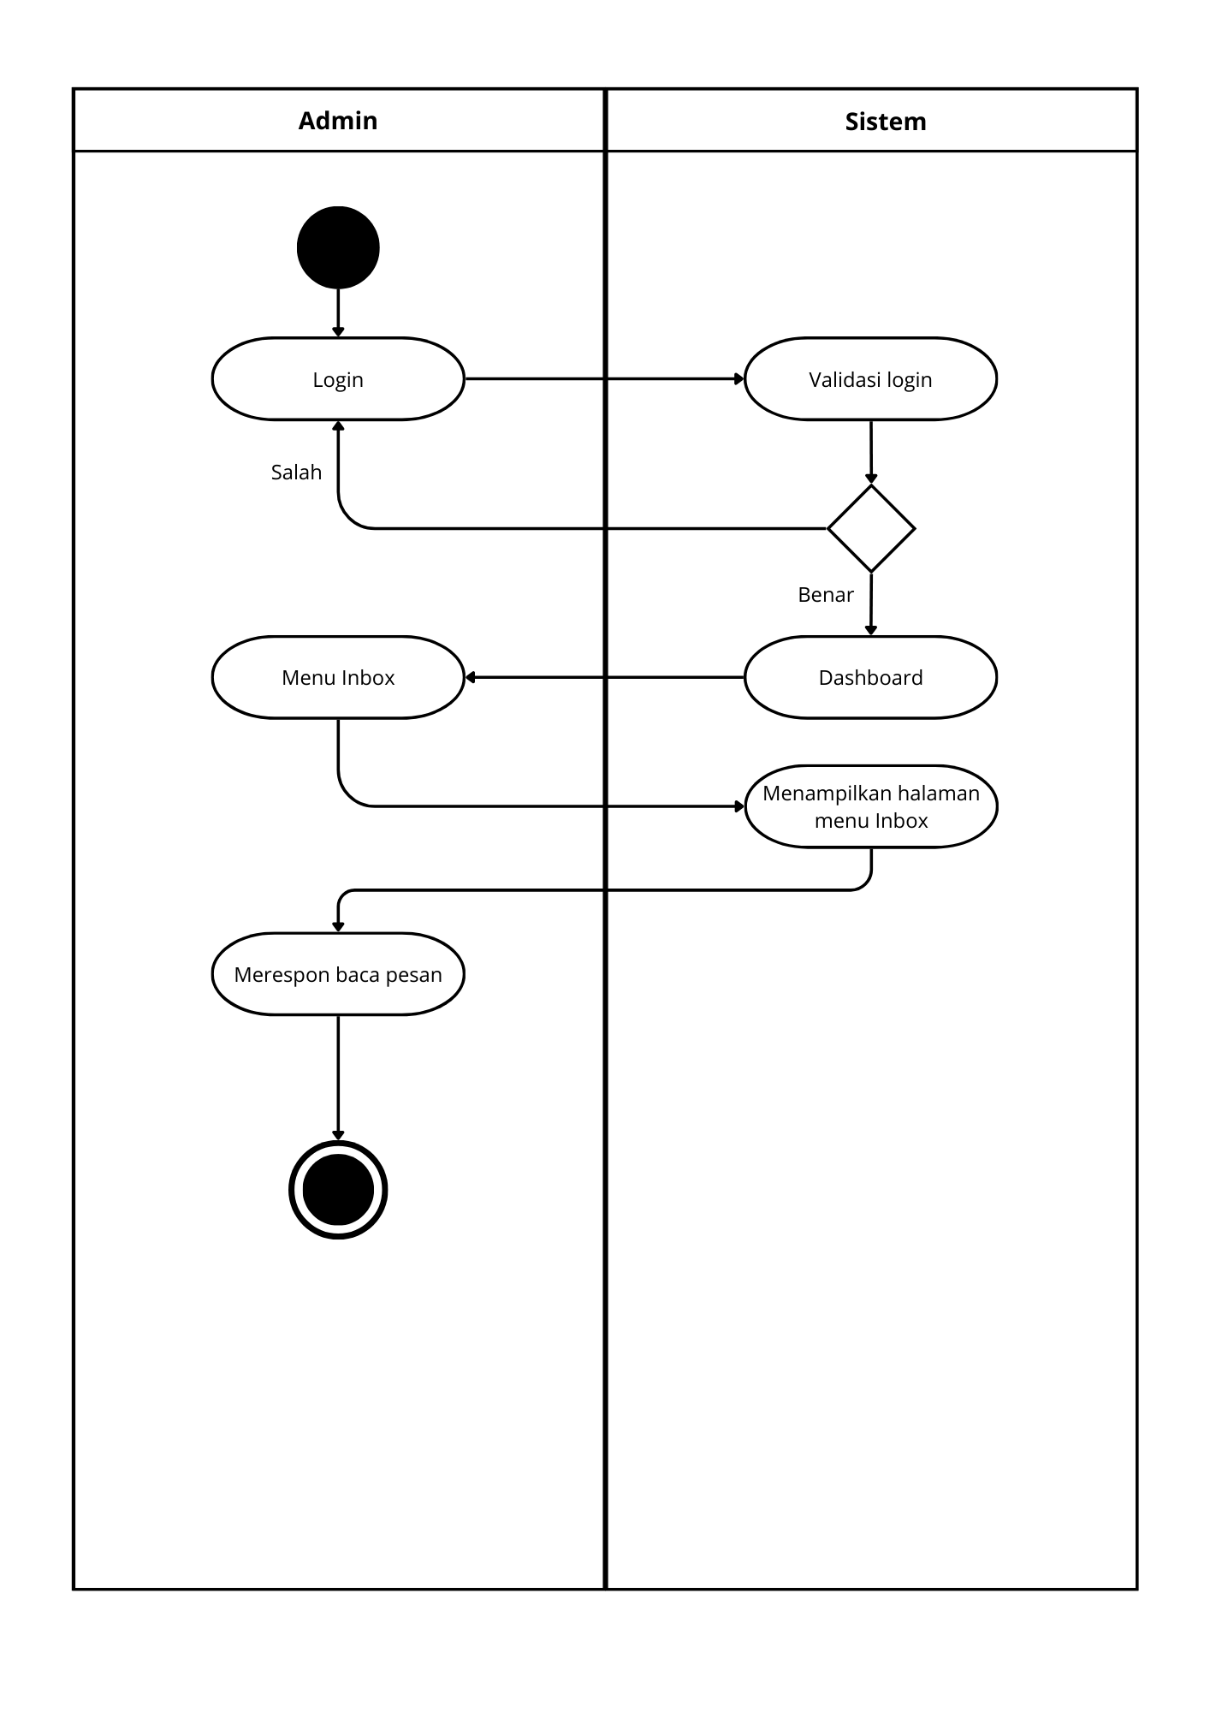 Admin
Sistem
Login
Validasi login
Salah
Benar
Menu Inbox
Dashboard
Menampilkan halaman
menu Inbox
Merespon baca pesan